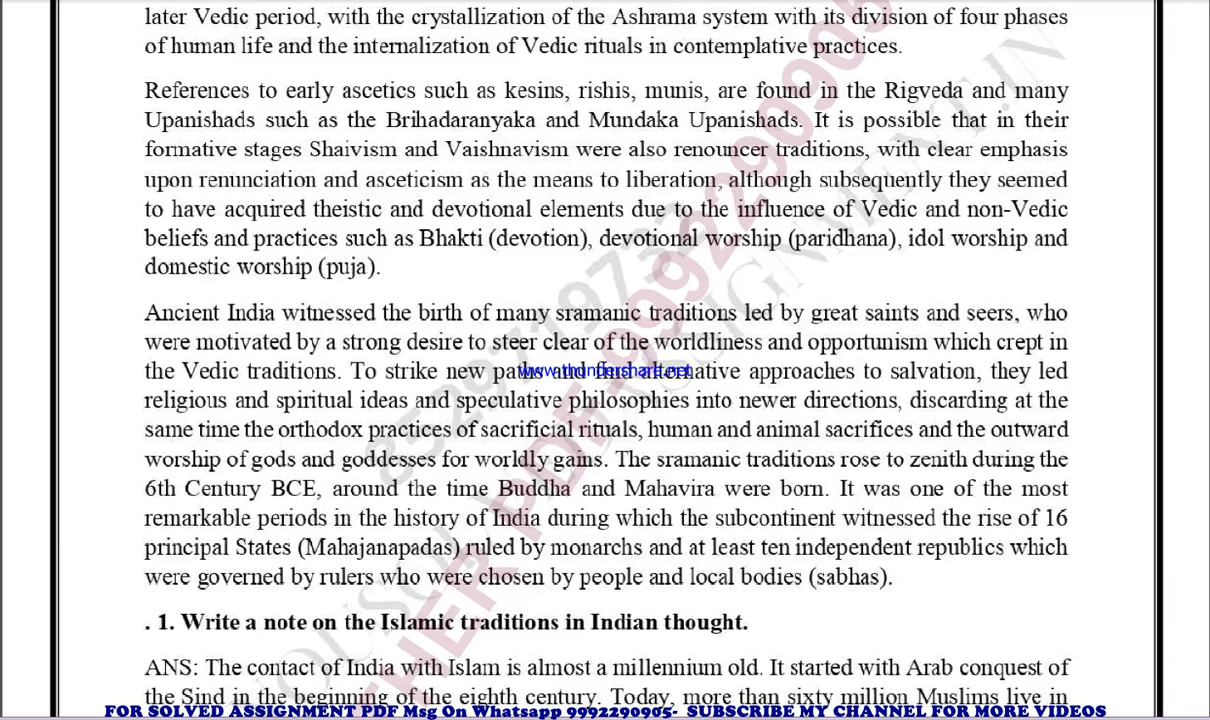 later Vedic period, with the crystallization of the Ashrama system with its division of four phases
of human life and the internalization of Vedic rituals in contemplative practices.
References to early ascetics such as kesins, rishis, munis, are found in the Rigveda and many
Upanishads such as the Brihadaranyaka and Mundaka Upanishads. It is possible that in their
formative stages Shaivism and Vaishnavism were also renouncer traditions, with clear emphasis
upon renunciation and asceticism as the means to liberation, although subsequently they seemed
to have acquired theistic and devotional elements due to the influence of Vedic and non-Vedic
beliefs and practices such as Bhakti (devotion), devotional worship (paridhana), idol worship and
domestic worship (puja).
Ancient India witnessed the birth of many sramanic traditions led by great saints and seers, who
were motivated by a strong desire to steer clear of the worldliness and opportunism which crept in
the Vedic traditions. To strike new paths and find alternative approaches to salvation, they led
www.thundershare.net
religious and spiritual ideas and speculative philosophies into newer directions, discarding at the
same time the orthodox practices of sacrificial rituals, human and animal sacrifices and the outward
worship of gods and goddesses for worldly gains. The sramanic traditions rose to zenith during the
6th Century BCE, around the time Buddha and Mahavira were born. It was one of the most
remarkable periods in the history of India during which the subcontinent witnessed the rise of 16
principal States (Mahajanapadas) ruled by monarchs and at least ten independent republics which
were governed by rulers who were chosen by people and local bodies (sabhas).
. 1. Write a note on the Islamic traditions in Indian thought.
ANS: The contact of India with Islam is almost a millennium old. It started with Arab conquest of
the Sind in the beginning of the eighth century. Today, more than sixty million Muslims live in
FOR SOLVED ASSIGNMENT PDF Msg On Whatsapp 9992290905- SUBSCRIBE MY CHANNEL FOR MORE VIDEOS